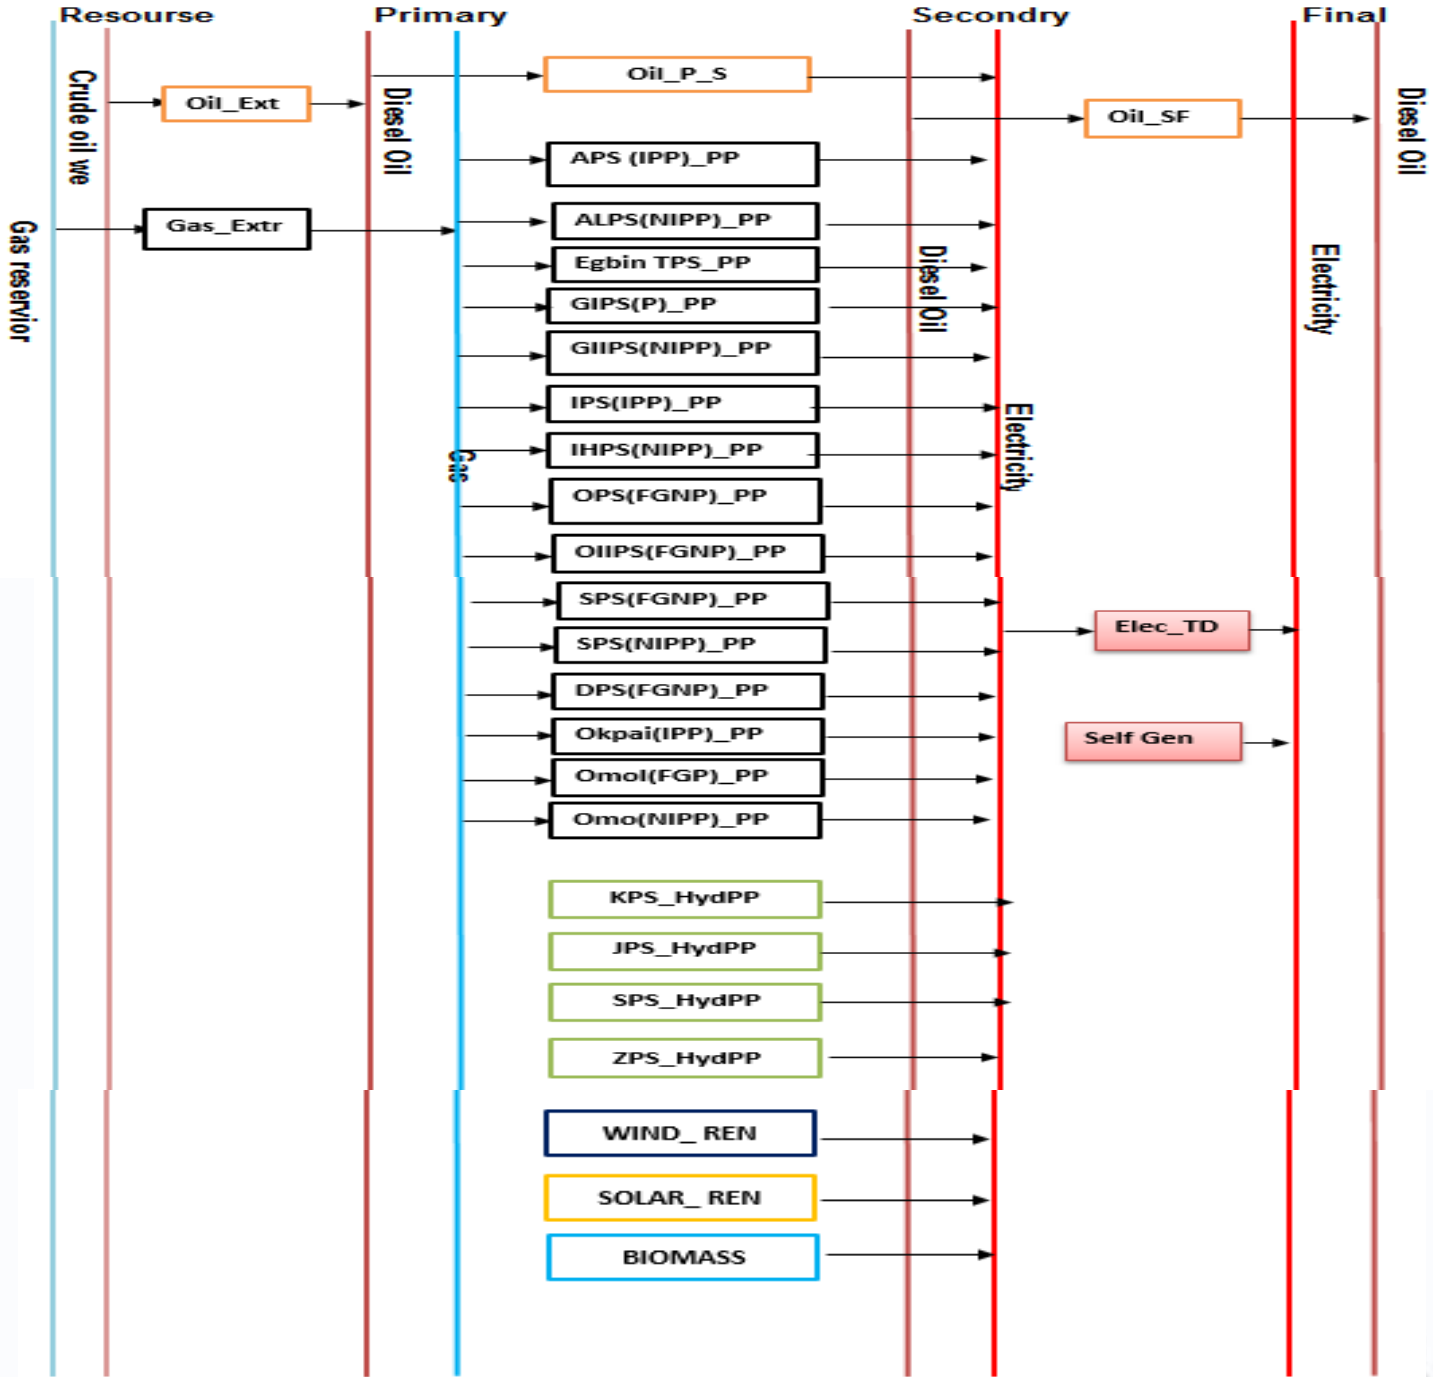 Resourse
Primary
Secondry
Final
Crude oil we
Gas reservior
Oil_Ext
Gas_Extr
Diesel Oil
Gas
Oil_P_S
APS (IPP)_PP
ALPS(NIPP)_PP
Egbin TPS_PP
GIPS(P)_PP
GIIPS(NIPP)_PP
IPS(IPP)_PP
IHPS(NIPP)_PP
OPS(FGNP)_PP
OIIPS(FGNP)_PP
SPS(FGNP)_PP
SPS(NIPP)_PP
DPS(FGNP)_PP
Okpai(IPP)_PP
OmoI(FGP)_PP
Omo(NIPP)_PP
KPS_HydPP
JPS_HydPP
SPS_HydPP
ZPS_HydPP
WIND_ REN
SOLAR_ REN
BIOMASS
Diesel Oil
Electricity
Oil_SF
Elec_TD
Self Gen
Electricity
Diesel Oil